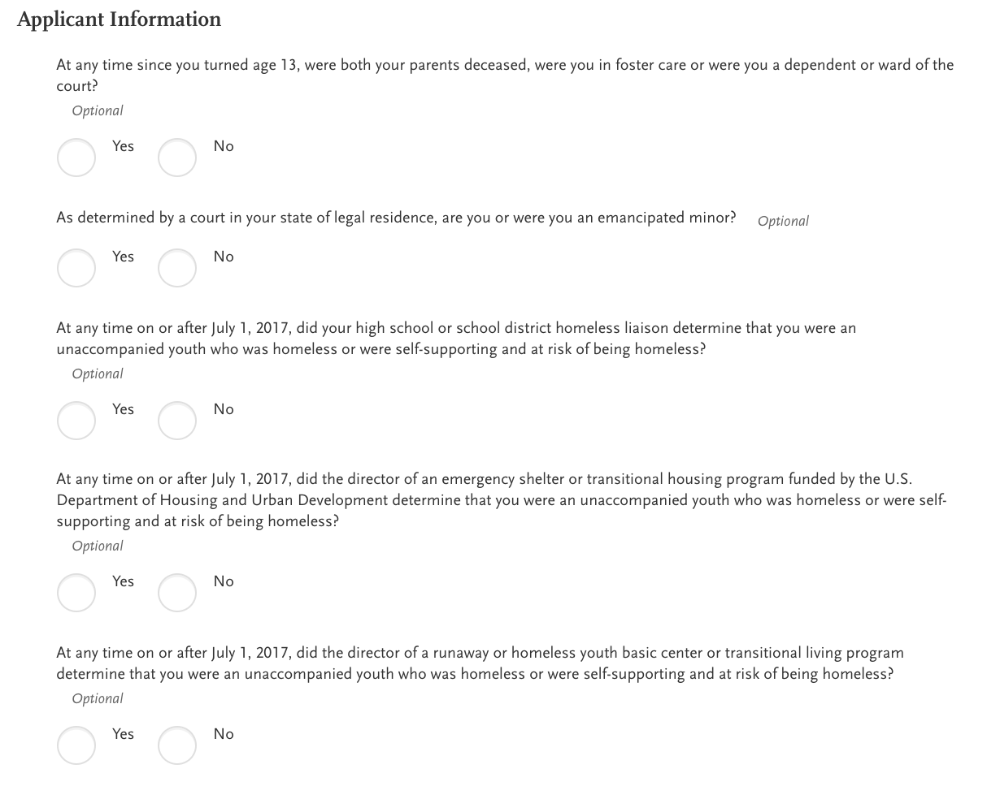 Applicant Information
At any time since you turned age 13, were both your parents deceased, were you in foster care or were you a dependent or ward of the
court?
Optional
Yes No
As determined by a court in your state of legal residence, are you or were you an emancipated minor? Optional
Yes No
At any time on or after July 1, 2017, did your high school or school district homeless liaison determine that you were an
unaccompanied youth who was homeless or were self-supporting and at risk of being homeless?
Optional
Yes No
At any time on or after July 1, 2017, did the director of an emergency shelter or transitional housing program funded by the U.S.
Department of Housing and Urban Development determine that you were an unaccompanied youth who was homeless or were self-
supporting and at risk of being homeless?
Optional
Yes No
At any time on or after July 1, 2017, did the director of a runaway or homeless youth basic center or transitional living program
determine that you were an unaccompanied youth who was homeless or were self-supporting and at risk of being homeless?
Optional
Yes No